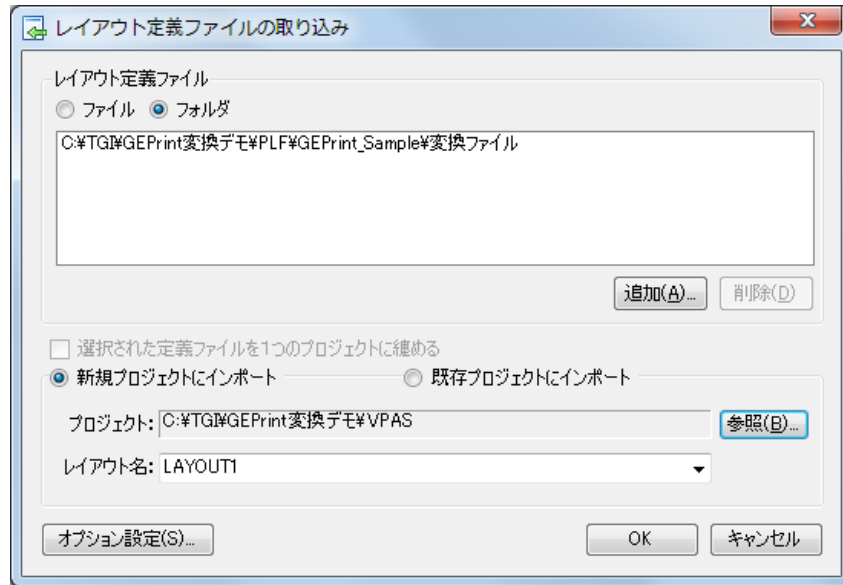 レイアウト定義ファイルの取り込み
レイアウト定義ファイル
ファイル フォルダ
C:¥TGI¥GEPrint変換デモ¥PLF¥GEPrint_Sample¥変換ファイル
追加(A)... 削除(D)
選択された定義ファイルを1つのプロジェクトに纏める
新規プロジェクトにインポート 既存プロジェクトにインポート
プロジェクト: C:¥TGI¥GEPrint変換デモ¥VPAS 参照(B)...
レイアウト名: LAYOUT1
オプション設定(S)... OK キャンセル